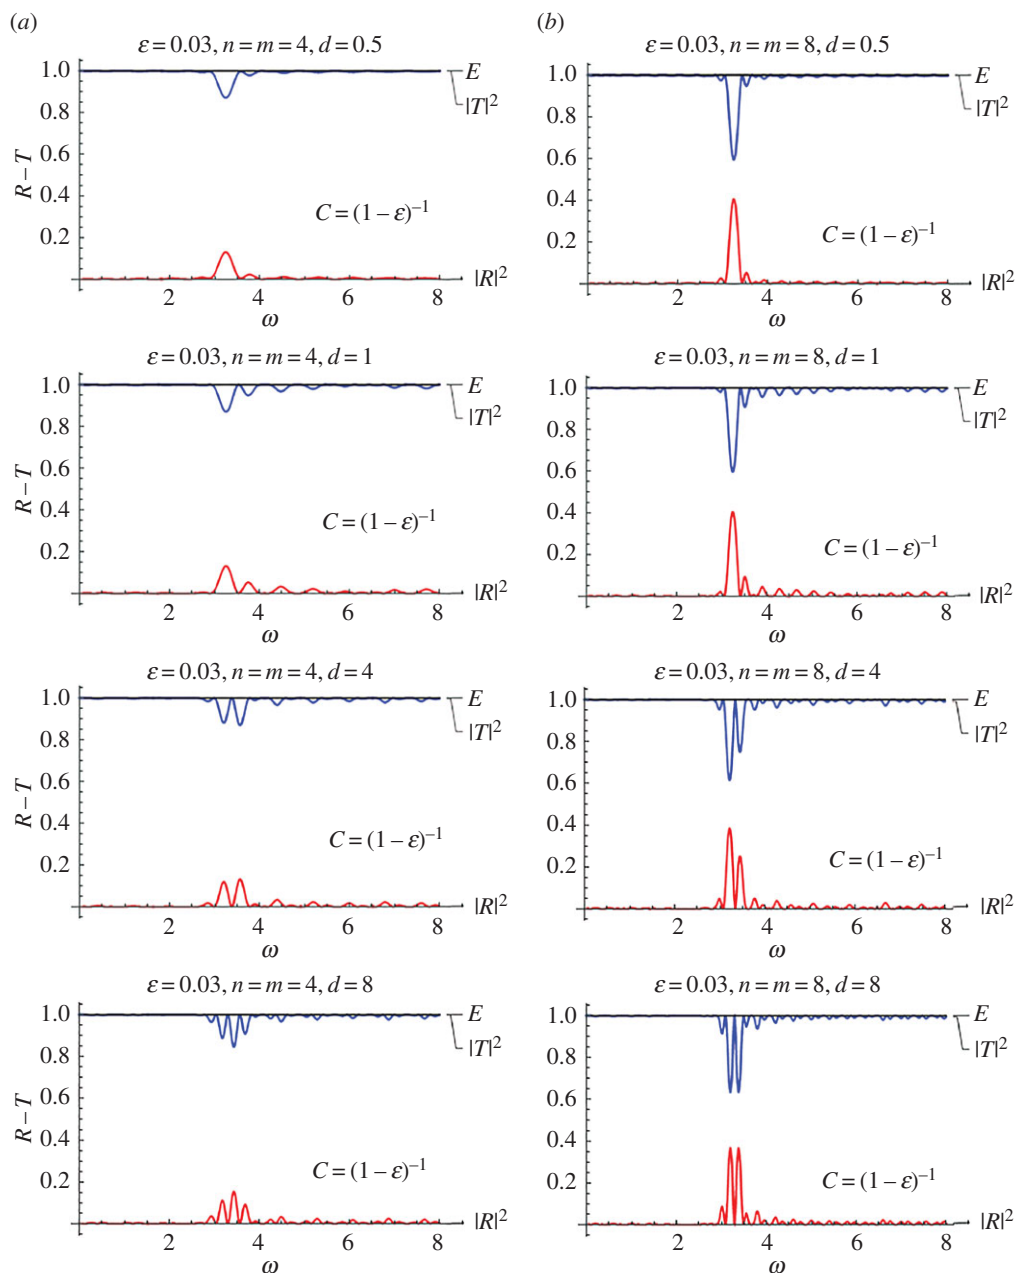 (a)
ε = 0.03, n = m = 4, d = 0.5
1.0
0.8
0.6
0.4
0.2
R – T
E
|T|²
C = (1 – ε)⁻¹
|R|²
2 4 6 8
ω
ε = 0.03, n = m = 4, d = 1
1.0
0.8
0.6
0.4
0.2
R – T
E
|T|²
C = (1 – ε)⁻¹
|R|²
2 4 6 8
ω
ε = 0.03, n = m = 4, d = 4
1.0
0.8
0.6
0.4
0.2
R – T
E
|T|²
C = (1 – ε)⁻¹
|R|²
2 4 6 8
ω
ε = 0.03, n = m = 4, d = 8
1.0
0.8
0.6
0.4
0.2
R – T
E
|T|²
C = (1 – ε)⁻¹
|R|²
2 4 6 8
ω
(b)
ε = 0.03, n = m = 8, d = 0.5
1.0
0.8
0.6
0.4
0.2
E
|T|²
C = (1 – ε)⁻¹
|R|²
2 4 6 8
ω
ε = 0.03, n = m = 8, d = 1
1.0
0.8
0.6
0.4
0.2
E
|T|²
C = (1 – ε)⁻¹
|R|²
2 4 6 8
ω
ε = 0.03, n = m = 8, d = 4
1.0
0.8
0.6
0.4
0.2
E
|T|²
C = (1 – ε)⁻¹
|R|²
2 4 6 8
ω
ε = 0.03, n = m = 8, d = 8
1.0
0.8
0.6
0.4
0.2
E
|T|²
C = (1 – ε)⁻¹
|R|²
2 4 6 8
ω